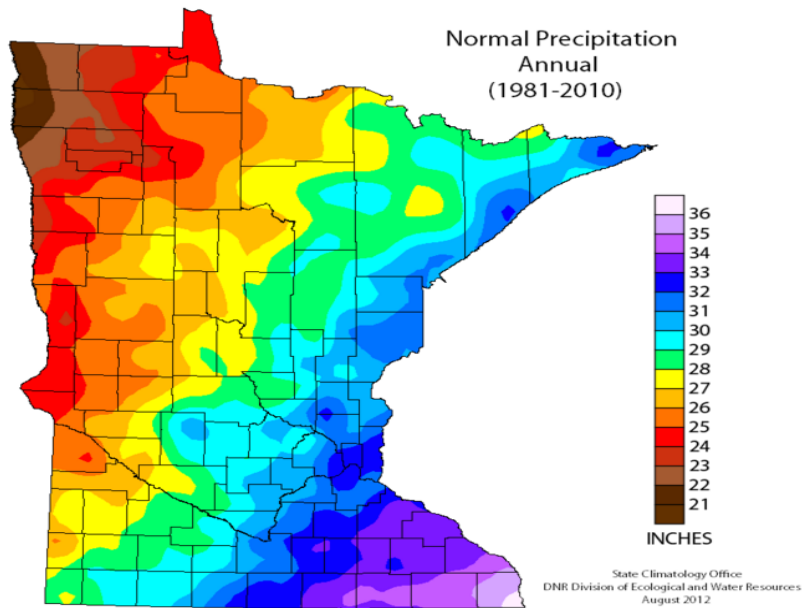 Normal Precipitation
Annual
(1981-2010)
36
35
34
33
32
30
29
28
27
26
25
24
23
22
21
INCHES
State Climatology Office
DNR Division of Ecological and Water Resources
August 2012